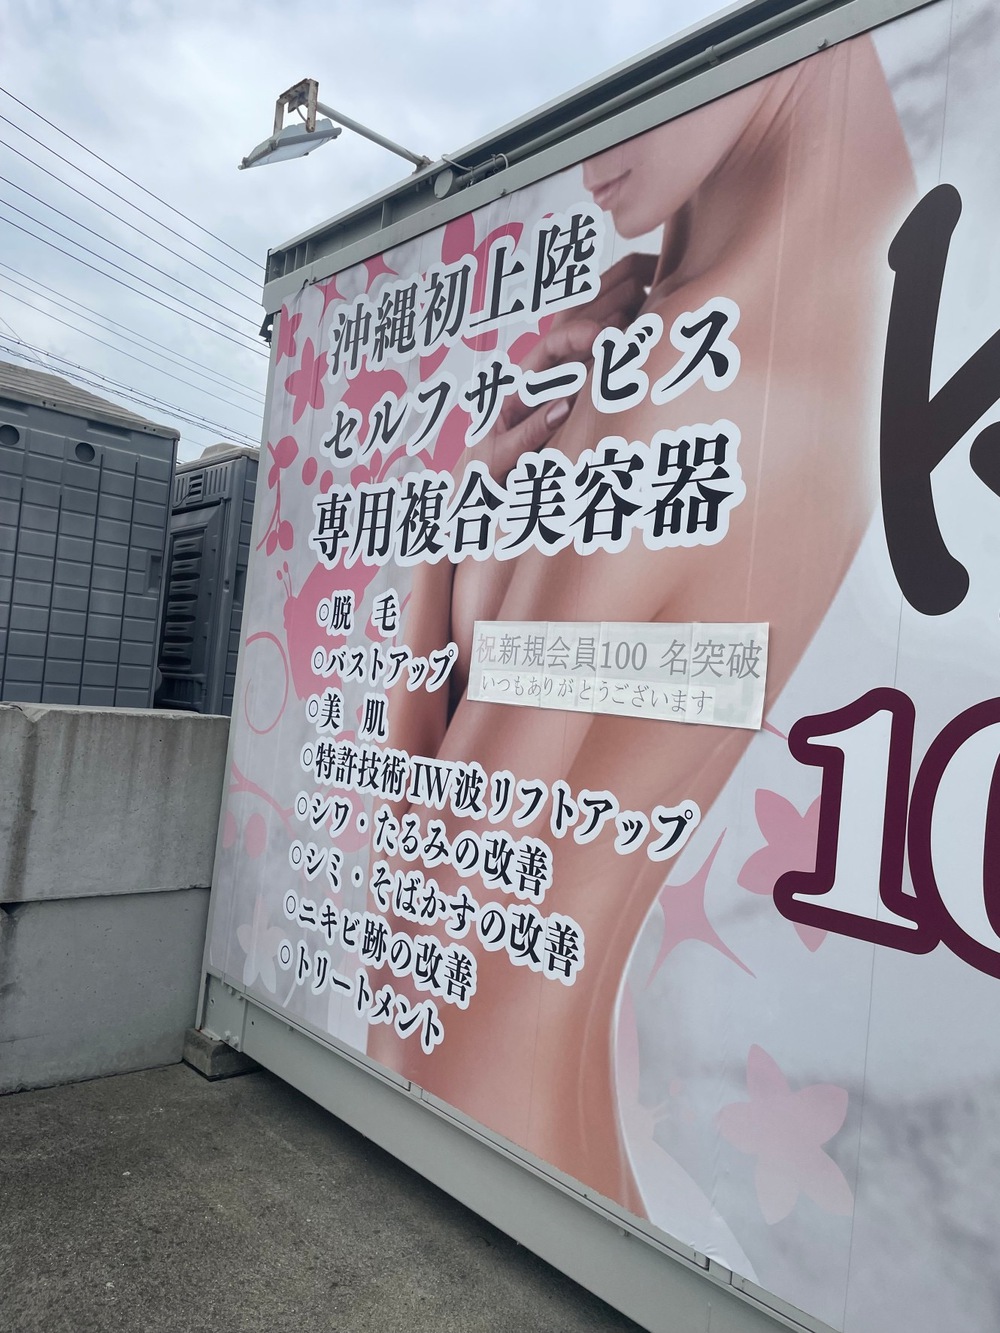 沖縄初上陸
セルフサービス
専用複合美容器
○脱 毛
○バストアップ
○美 肌
○特許技術IW波リフトアップ
○シワ・たるみの改善
○シミ・そばかすの改善
○ニキビ跡の改善
○トリートメント
祝新規会員100 名突破
いつもありがとうございます